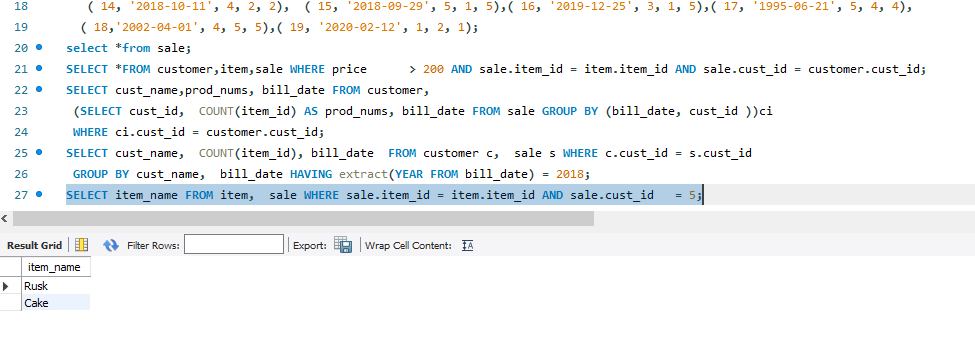 18 ( 14, '2018-10-11', 4, 2, 2),  ( 15, '2018-09-29', 5, 1, 5),( 16, '2019-12-25', 3, 1, 5),( 17, '1995-06-21', 5, 4, 4),
19 ( 18,'2002-04-01', 4, 5, 5),( 19, '2020-02-12', 1, 2, 1);
20 select *from sale;
21 SELECT *FROM customer,item,sale WHERE price      > 200 AND sale.item_id = item.item_id AND sale.cust_id = customer.cust_id;
22 SELECT cust_name,prod_nums, bill_date FROM customer,
23 (SELECT cust_id,  COUNT(item_id) AS prod_nums, bill_date FROM sale GROUP BY (bill_date, cust_id ))ci
24 WHERE ci.cust_id = customer.cust_id;
25 SELECT cust_name,  COUNT(item_id), bill_date  FROM customer c,  sale s WHERE c.cust_id = s.cust_id
26 GROUP BY cust_name,  bill_date HAVING extract(YEAR FROM bill_date) = 2018;
27 SELECT item_name FROM item,  sale WHERE sale.item_id = item.item_id AND sale.cust_id   = 5;
Result Grid Filter Rows: Export: Wrap Cell Content:
item_name
Rusk
Cake